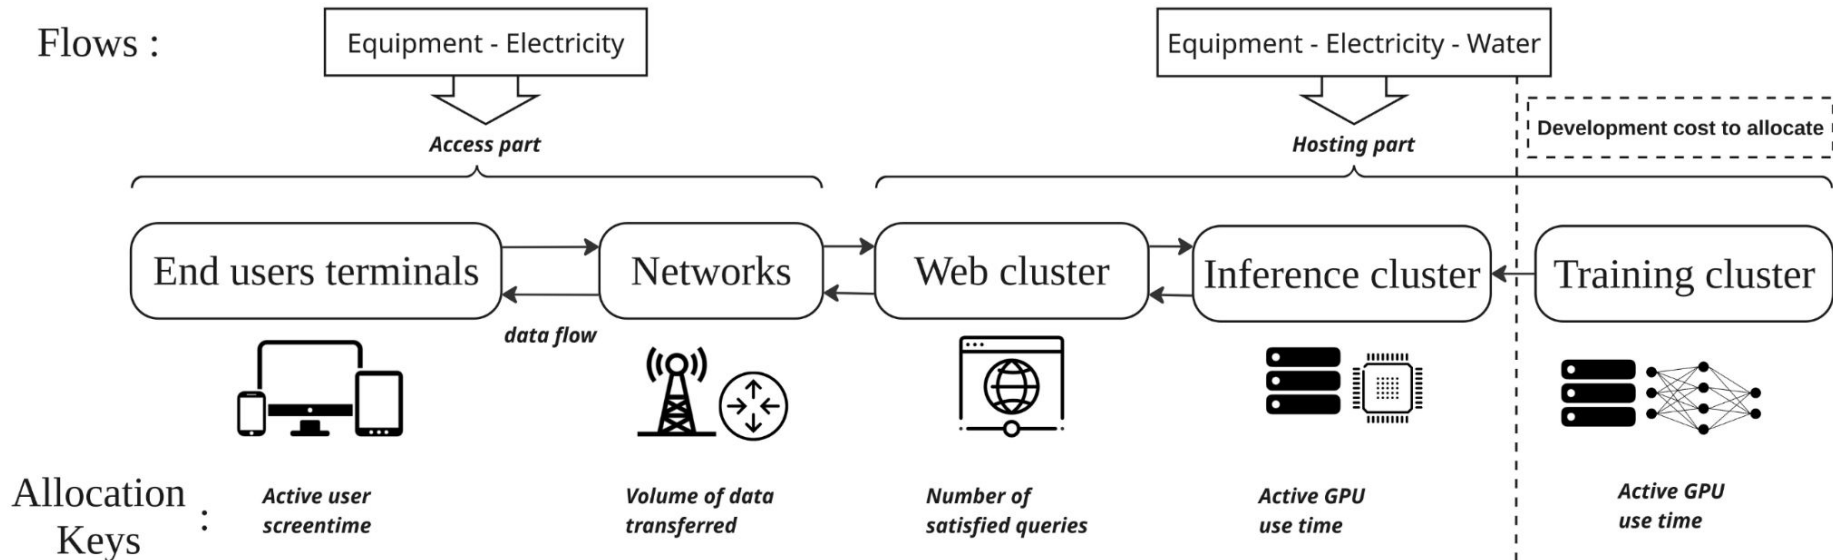 Flows :
Equipment - Electricity
Equipment - Electricity - Water
Development cost to allocate
Access part
Hosting part
End users terminals
Networks
Web cluster
Inference cluster
Training cluster
data flow
Allocation
Keys
:
Active user
screentime
Volume of data
transferred
Number of
satisfied queries
Active GPU
use time
Active GPU
use time